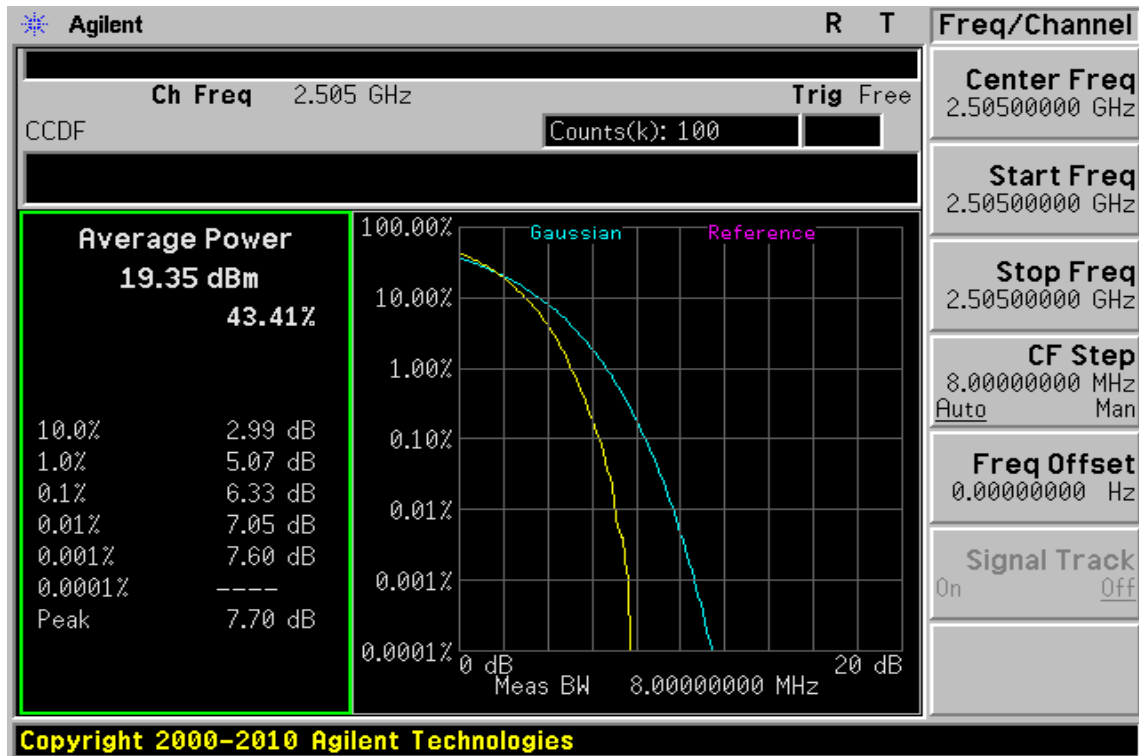 Agilent R T
Ch Freq 2.505 GHz Trig Free
CCDF Counts(k): 100
Average Power
19.35 dBm
43.41%
10.0% 2.99 dB
1.0% 5.07 dB
0.1% 6.33 dB
0.01% 7.05 dB
0.001% 7.60 dB
0.0001% ----
Peak 7.70 dB
Gaussian Reference
100.00%
10.00%
1.00%
0.10%
0.01%
0.001%
0.0001%
0 dB 20 dB
Meas BW 8.00000000 MHz
Freq/Channel
Center Freq
2.50500000 GHz
Start Freq
2.50500000 GHz
Stop Freq
2.50500000 GHz
CF Step
8.00000000 MHz
Auto Man
Freq Offset
0.00000000 Hz
Signal Track
On Off
Copyright 2000-2010 Agilent Technologies